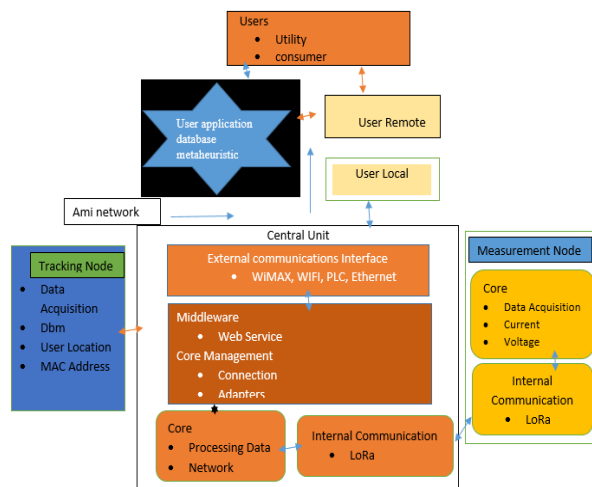 Users
• Utility
• consumer
User application
database
metaheuristic
User Remote
User Local
Ami network
Central Unit
External communications Interface
• WiMAX, WIFI, PLC, Ethernet
Middleware
• Web Service
Core Management
• Connection
• Adapters
Core
• Processing Data
• Network
Internal Communication
• LoRa
Tracking Node
• Data
Acquisition
• Dbm
• User Location
• MAC Address
Measurement Node
Core
• Data Acquisition
• Current
• Voltage
Internal
Communication
• LoRa